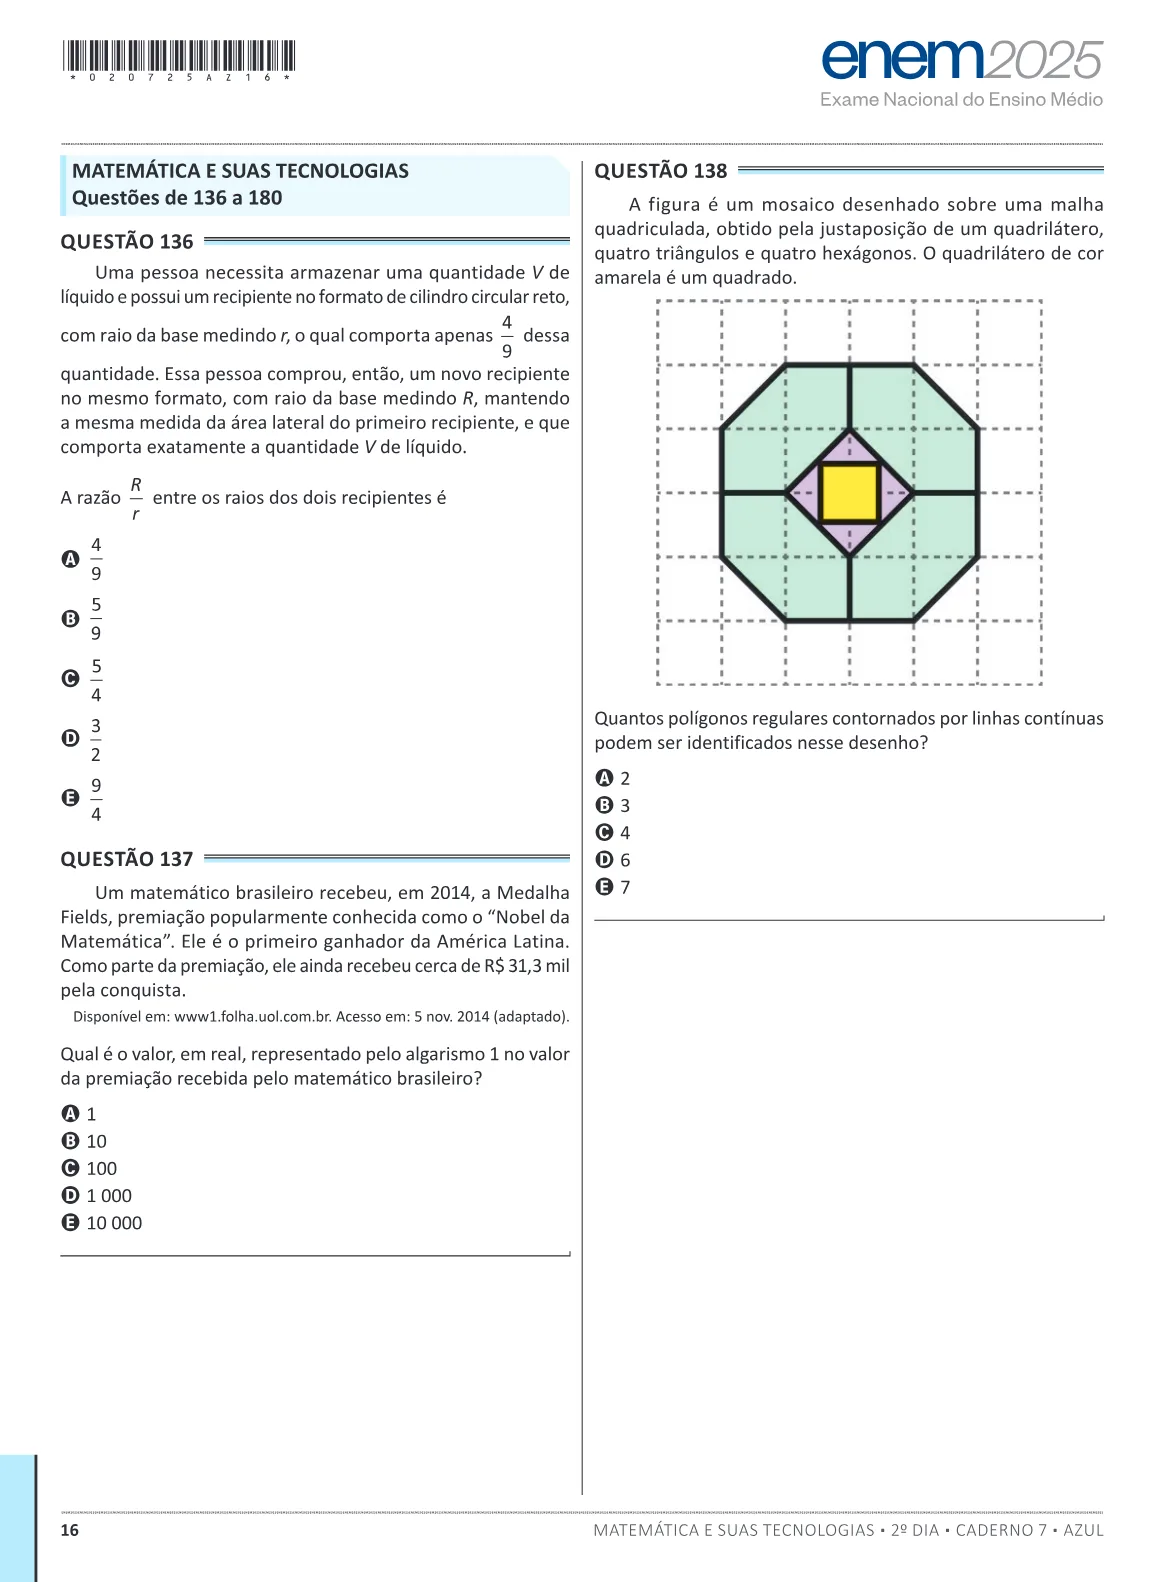 *020725AZ16*
enem2025
Exame Nacional do Ensino Médio
MATEMÁTICA E SUAS TECNOLOGIAS
Questões de 136 a 180
QUESTÃO 136
Uma pessoa necessita armazenar uma quantidade V de
líquido e possui um recipiente no formato de cilindro circular reto,
com raio da base medindo r, o qual comporta apenas 4/9 dessa
quantidade. Essa pessoa comprou, então, um novo recipiente
no mesmo formato, com raio da base medindo R, mantendo
a mesma medida da área lateral do primeiro recipiente, e que
comporta exatamente a quantidade V de líquido.
A razão R/r entre os raios dos dois recipientes é
A 4/9
B 5/9
C 5/4
D 3/2
E 9/4
QUESTÃO 137
Um matemático brasileiro recebeu, em 2014, a Medalha
Fields, premiação popularmente conhecida como o “Nobel da
Matemática”. Ele é o primeiro ganhador da América Latina.
Como parte da premiação, ele ainda recebeu cerca de R$ 31,3 mil
pela conquista.
Disponível em: www1.folha.uol.com.br. Acesso em: 5 nov. 2014 (adaptado).
Qual é o valor, em real, representado pelo algarismo 1 no valor
da premiação recebida pelo matemático brasileiro?
A 1
B 10
C 100
D 1 000
E 10 000
QUESTÃO 138
A figura é um mosaico desenhado sobre uma malha
quadriculada, obtido pela justaposição de um quadrilátero,
quatro triângulos e quatro hexágonos. O quadrilátero de cor
amarela é um quadrado.
Quantos polígonos regulares contornados por linhas contínuas
podem ser identificados nesse desenho?
A 2
B 3
C 4
D 6
E 7
16
MATEMÁTICA E SUAS TECNOLOGIAS • 2º DIA • CADERNO 7 • AZUL